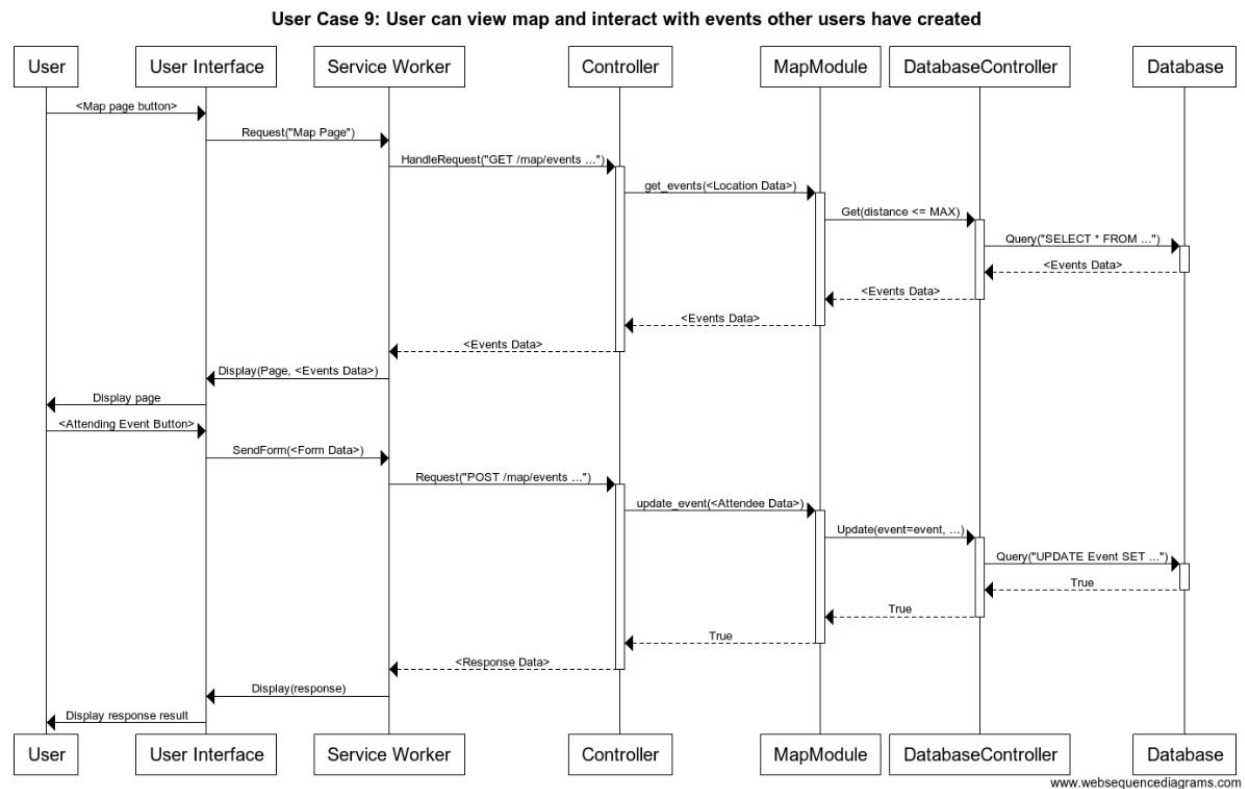 User Case 9: User can view map and interact with events other users have created
User User Interface Service Worker Controller MapModule DatabaseController Database
<Map page button>
Request("Map Page")
HandleRequest("GET /map/events ...")
get_events(<Location Data>)
Get(distance <= MAX)
Query("SELECT * FROM ...")
<Events Data>
<Events Data>
<Events Data>
<Events Data>
Display(Page, <Events Data>)
Display page
<Attending Event Button>
SendForm(<Form Data>)
Request("POST /map/events ...")
update_event(<Attendee Data>)
Update(event=event, ...)
Query("UPDATE Event SET ...")
True
True
True
<Response Data>
Display(response)
Display response result
User User Interface Service Worker Controller MapModule DatabaseController Database
www.websequencediagrams.com